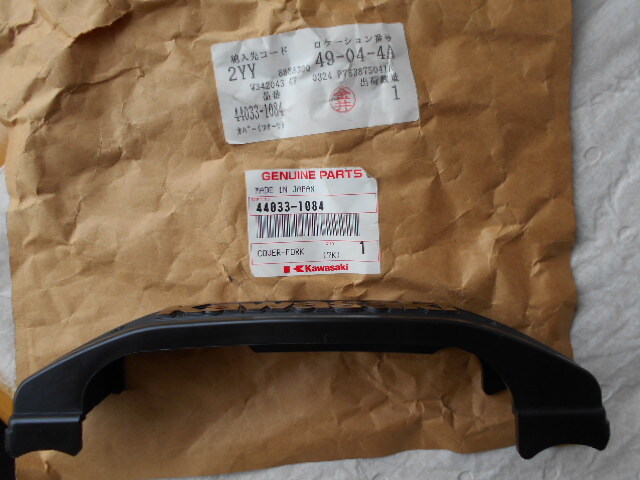 納入先コード ロケーション番号
2YY 49-04-4A
0324
品番 出荷数量
44033-1084 1
カバー(フオーク)
GENUINE PARTS
MADE IN JAPAN
44033-1084
COVER-FORK (7K) 1
Kawasaki